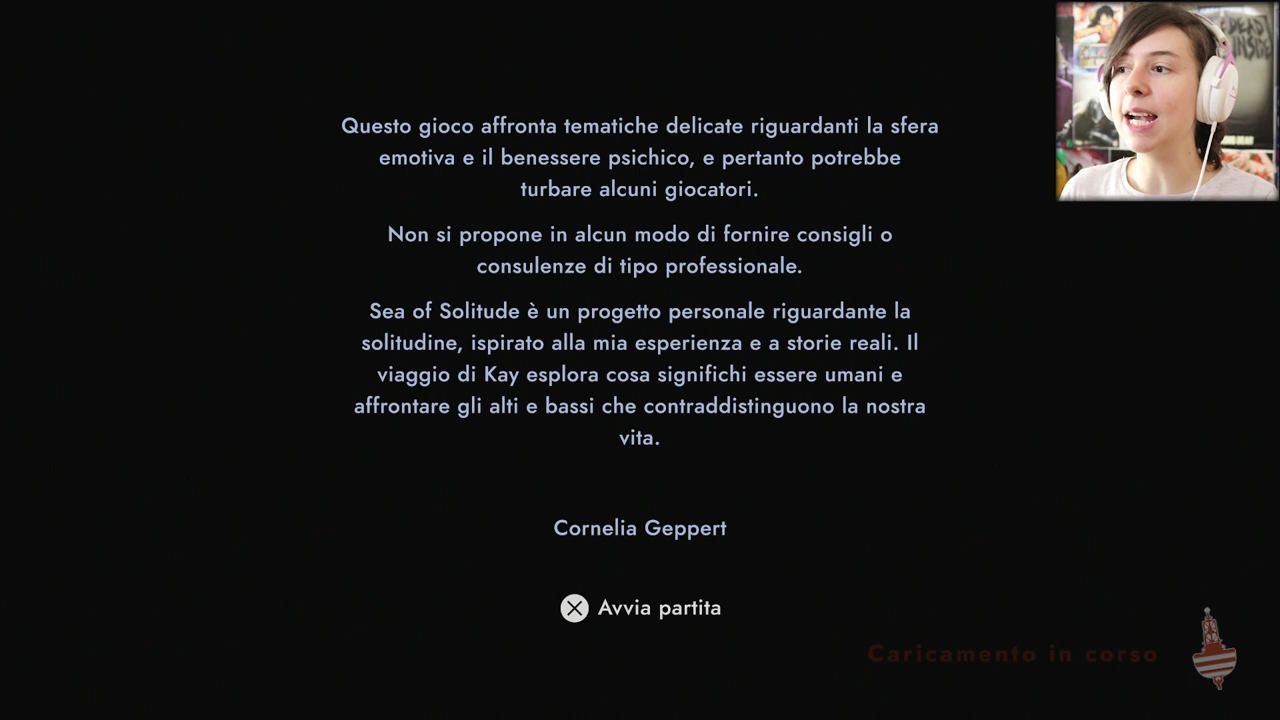 Questo gioco affronta tematiche delicate riguardanti la sfera
emotiva e il benessere psichico, e pertanto potrebbe
turbare alcuni giocatori.
Non si propone in alcun modo di fornire consigli o
consulenze di tipo professionale.
Sea of Solitude è un progetto personale riguardante la
solitudine, ispirato alla mia esperienza e a storie reali. Il
viaggio di Kay esplora cosa significhi essere umani e
affrontare gli alti e bassi che contraddistinguono la nostra
vita.
Cornelia Geppert
Avvia partita
Caricamento in corso
DEAD
INSIDE